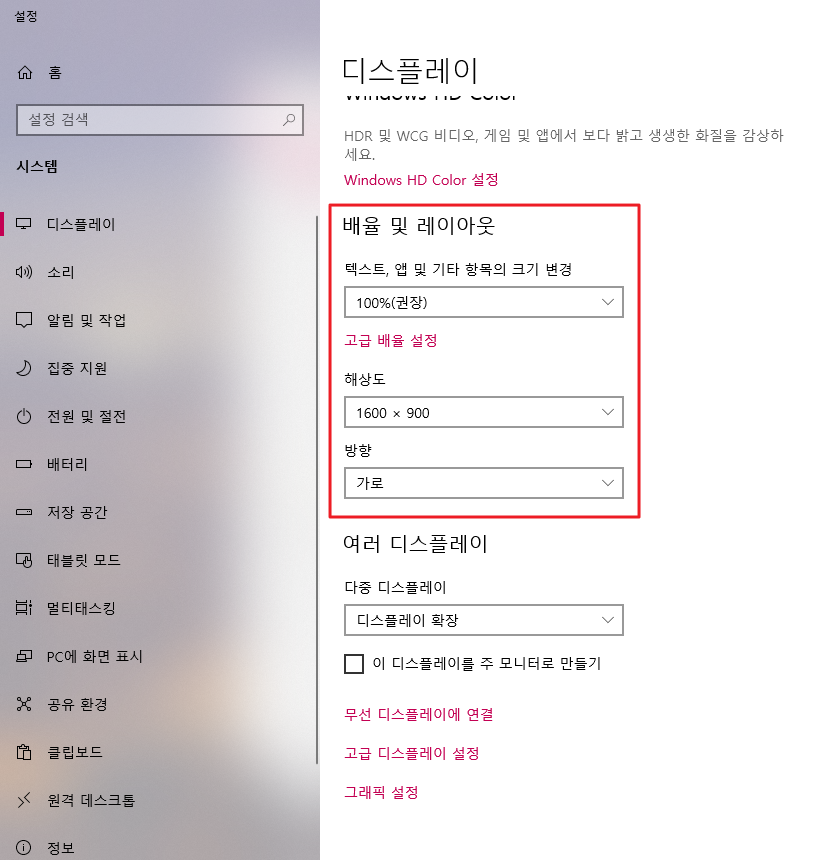 설정
홈
설정 검색
시스템
디스플레이
소리
알림 및 작업
집중 지원
전원 및 절전
배터리
저장 공간
태블릿 모드
멀티태스킹
PC에 화면 표시
공유 환경
클립보드
원격 데스크톱
정보
디스플레이
Windows HD Color
HDR 및 WCG 비디오, 게임 및 앱에서 보다 밝고 생생한 화질을 감상하
세요.
Windows HD Color 설정
배율 및 레이아웃
텍스트, 앱 및 기타 항목의 크기 변경
100%(권장)
고급 배율 설정
해상도
1600 × 900
방향
가로
여러 디스플레이
다중 디스플레이
디스플레이 확장
이 디스플레이를 주 모니터로 만들기
무선 디스플레이에 연결
고급 디스플레이 설정
그래픽 설정